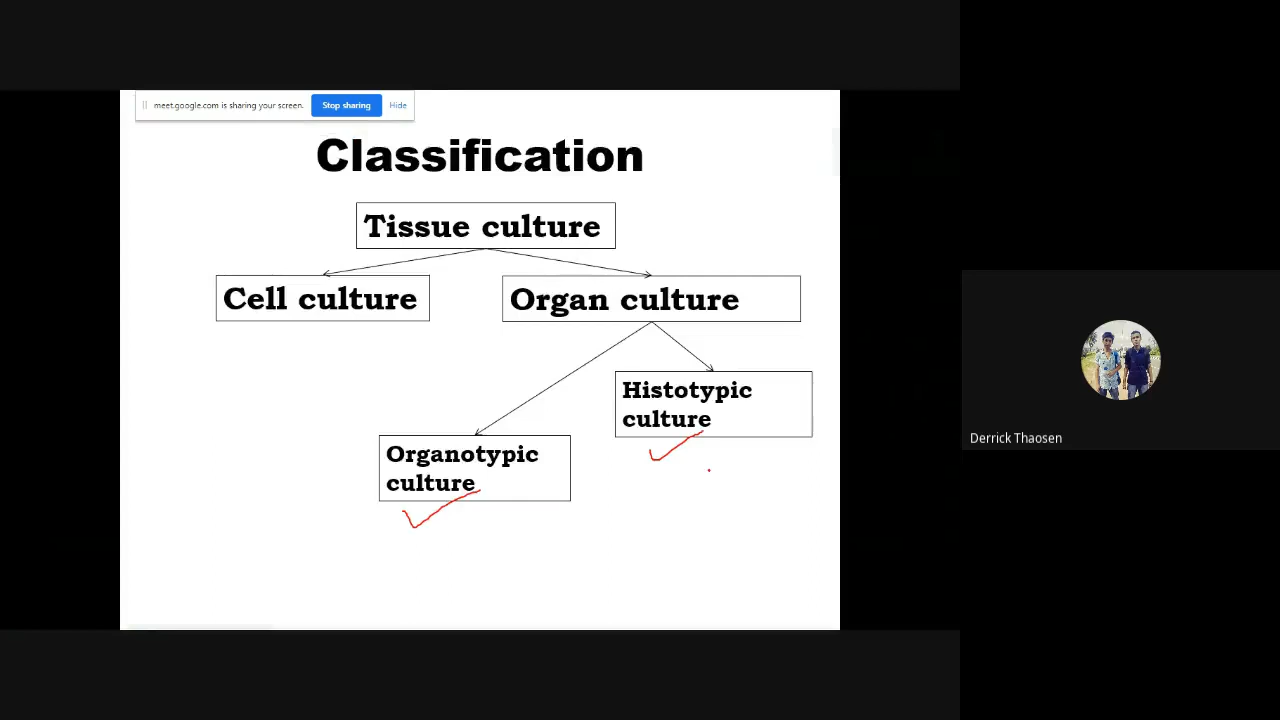 meet.google.com is sharing your screen. Stop sharing Hide
Classification
Tissue culture
Cell culture
Organ culture
Histotypic
culture
Organotypic
culture
Derrick Thaosen